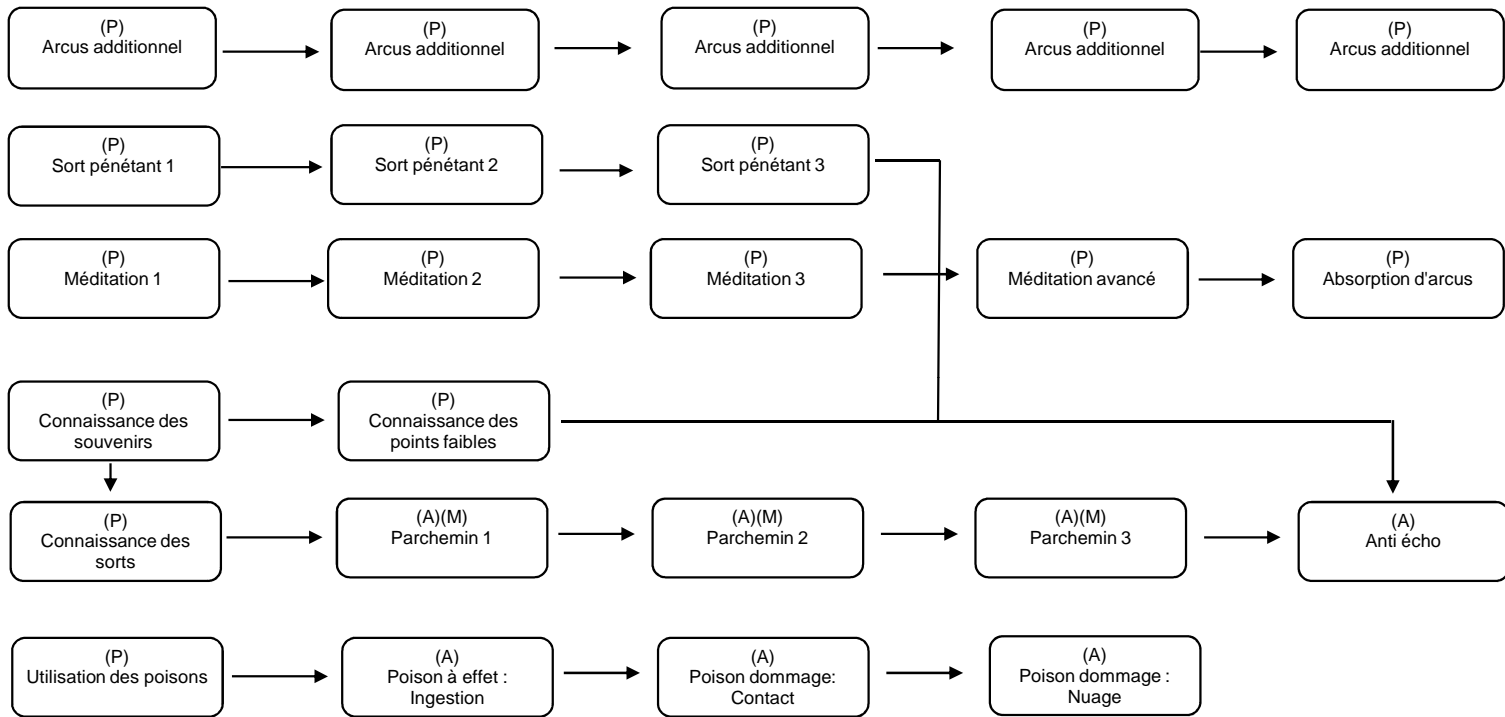 (P)
Arcus additionnel
(P)
Arcus additionnel
(P)
Arcus additionnel
(P)
Arcus additionnel
(P)
Arcus additionnel
(P)
Sort pénétant 1
(P)
Sort pénétant 2
(P)
Sort pénétant 3
(P)
Méditation 1
(P)
Méditation 2
(P)
Méditation 3
(P)
Méditation avancé
(P)
Absorption d'arcus
(P)
Connaissance des
souvenirs
(P)
Connaissance des
points faibles
(P)
Connaissance des
sorts
(A)(M)
Parchemin 1
(A)(M)
Parchemin 2
(A)(M)
Parchemin 3
(A)
Anti écho
(P)
Utilisation des poisons
(A)
Poison à effet :
Ingestion
(A)
Poison dommage:
Contact
(A)
Poison dommage :
Nuage